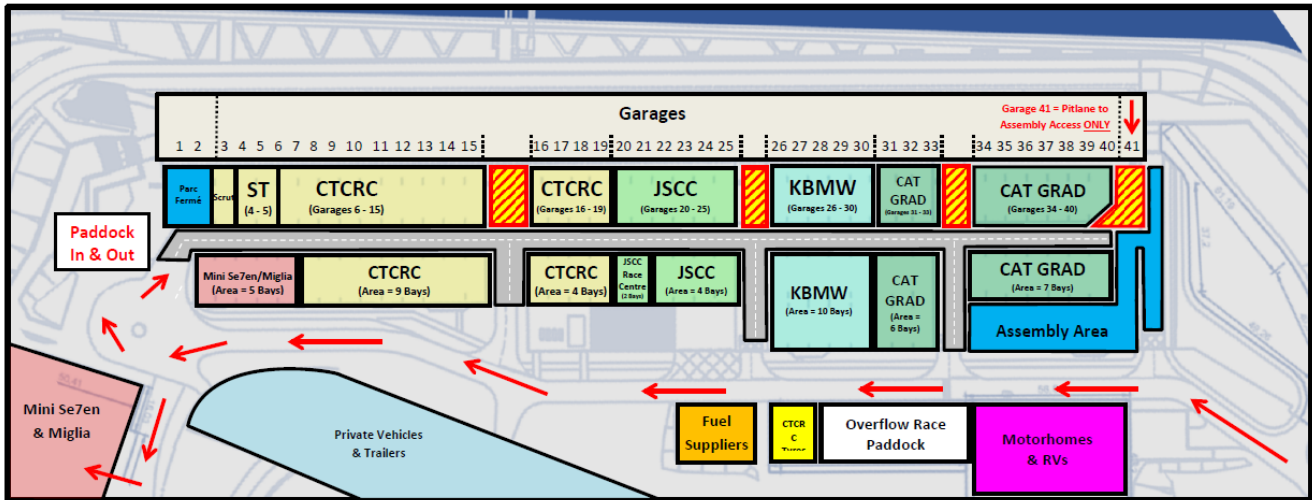 Garages
Garage 41 = Pitlane to
Assembly Access ONLY
1 2 3 4 5 6 7 8 9 10 11 12 13 14 15 16 17 18 19 20 21 22 23 24 25 26 27 28 29 30 31 32 33 34 35 36 37 38 39 40 41
Parc
Fermé
Scrut
ST
(4 - 5)
CTCRC
(Garages 6 - 15)
CTCRC
(Garages 16 - 19)
JSCC
(Garages 20 - 25)
KBMW
(Garages 26 - 30)
CAT
GRAD
(Garages 31 - 33)
CAT GRAD
(Garages 34 - 40)
Paddock
In & Out
Mini Se7en/Miglia
(Area = 5 Bays)
CTCRC
(Area = 9 Bays)
CTCRC
(Area = 4 Bays)
JSCC
Race
Centre
(2 Bays)
JSCC
(Area = 4 Bays)
KBMW
(Area = 10 Bays)
CAT
GRAD
(Area =
6 Bays)
CAT GRAD
(Area = 7 Bays)
Assembly Area
Mini Se7en
& Miglia
Private Vehicles
& Trailers
Fuel
Suppliers
CTCR
C
Overflow Race
Paddock
Motorhomes
& RVs